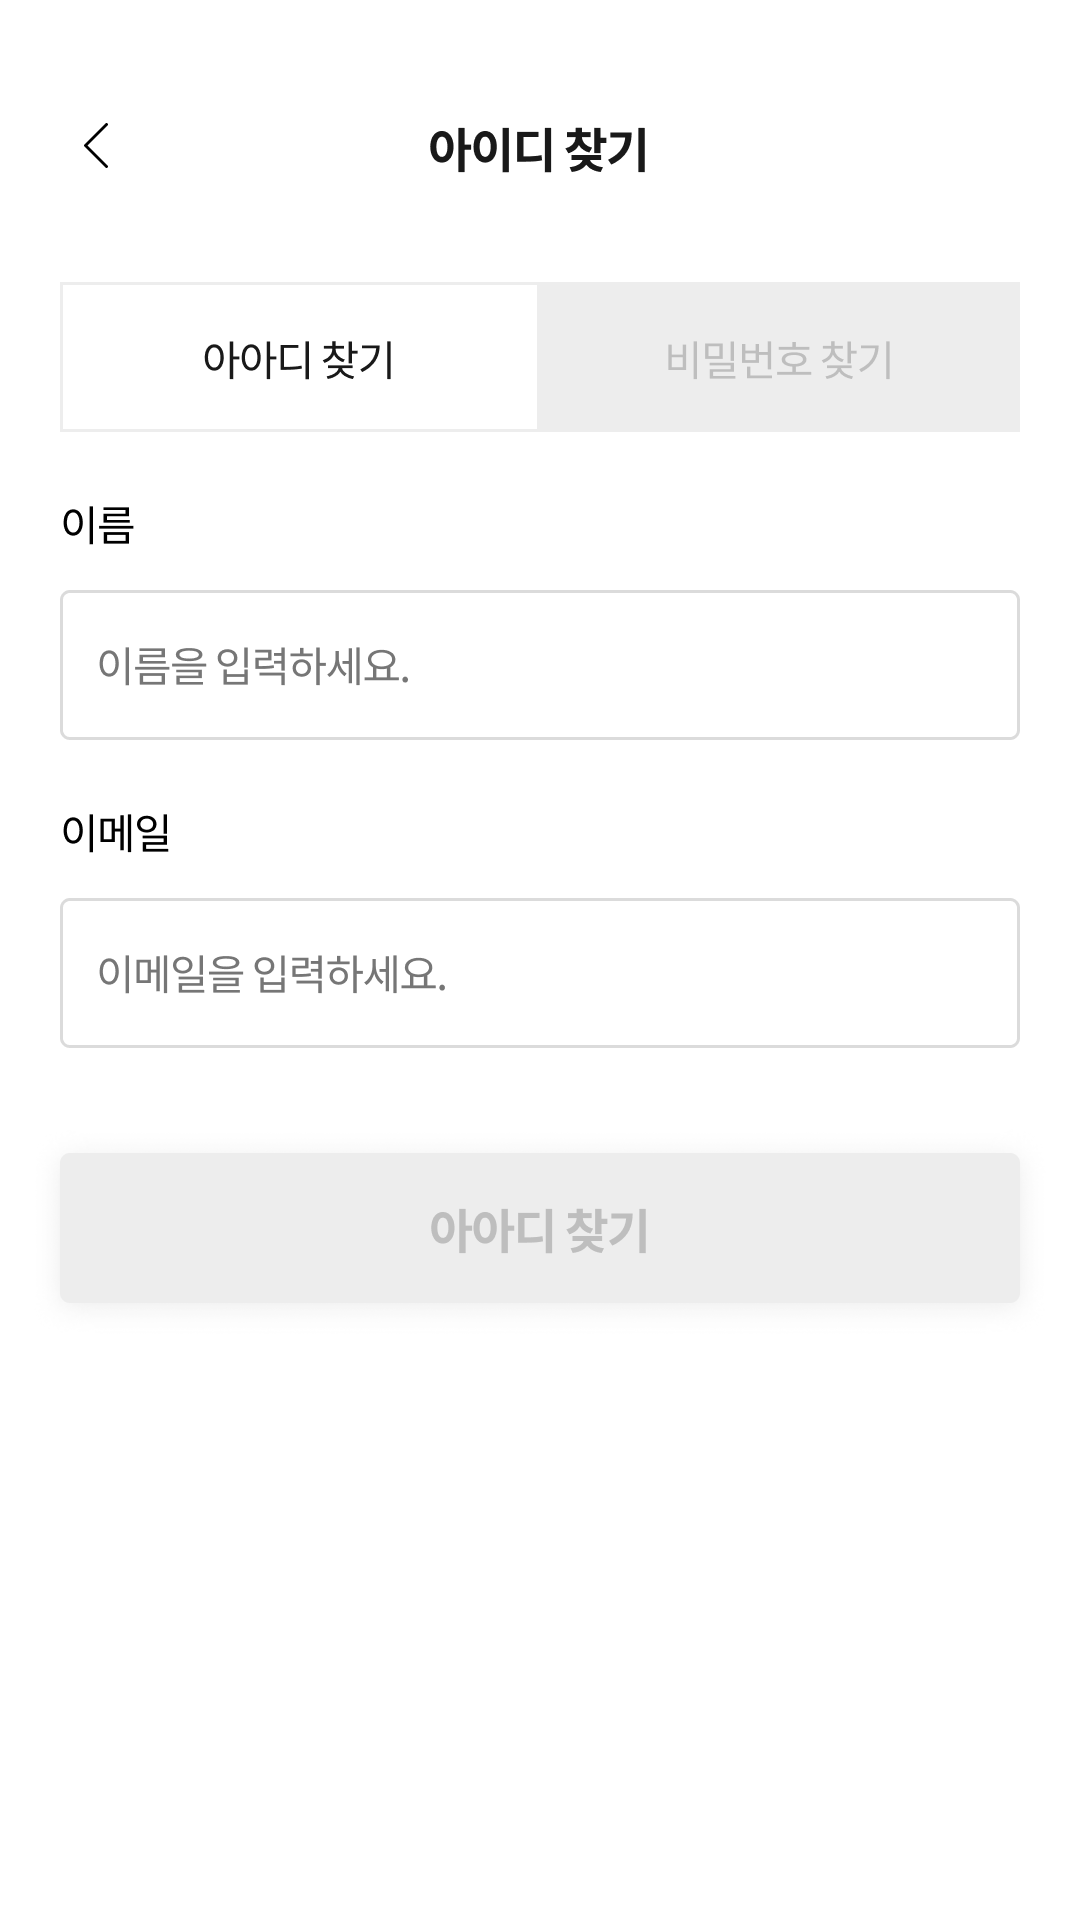 아이디 찾기
아아디 찾기
비밀번호 찾기
이름
이름을 입력하세요.
이메일
이메일을 입력하세요.
아아디 찾기